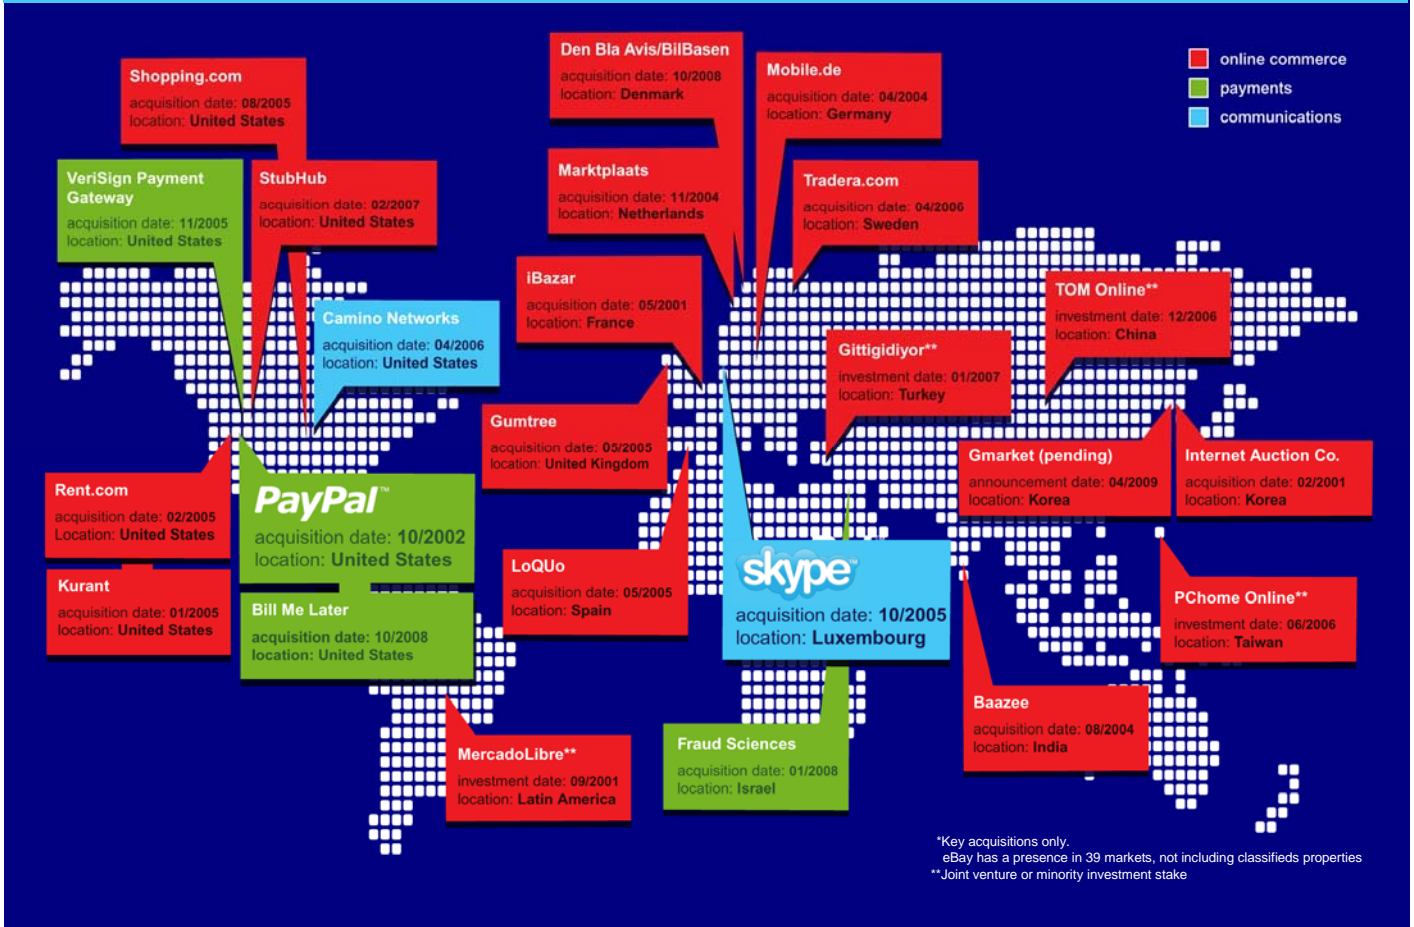 Shopping.com
acquisition date: 08/2005
location: United States
Den Bla Avis/BilBasen
acquisition date: 10/2008
location: Denmark
Mobile.de
acquisition date: 04/2004
location: Germany
online commerce
payments
communications
VeriSign Payment
Gateway
acquisition date: 11/2005
location: United States
StubHub
acquisition date: 02/2007
location: United States
Marktplaats
acquisition date: 11/2004
location: Netherlands
Tradera.com
acquisition date: 04/2006
location: Sweden
iBazar
acquisition date: 05/2001
location: France
TOM Online**
investment date: 12/2006
location: China
Camino Networks
acquisition date: 04/2006
location: United States
Gittigidiyor**
investment date: 01/2007
location: Turkey
Gumtree
acquisition date: 05/2005
location: United Kingdom
Gmarket (pending)
announcement date: 04/2009
location: Korea
Internet Auction Co.
acquisition date: 02/2001
location: Korea
Rent.com
acquisition date: 02/2005
Location: United States
PayPal™
acquisition date: 10/2002
location: United States
Kurant
acquisition date: 01/2005
location: United States
Bill Me Later
acquisition date: 10/2008
location: United States
LoQUo
acquisition date: 05/2005
location: Spain
skype™
acquisition date: 10/2005
location: Luxembourg
PChome Online**
investment date: 06/2006
location: Taiwan
Baazee
acquisition date: 08/2004
location: India
MercadoLibre**
investment date: 09/2001
location: Latin America
Fraud Sciences
acquisition date: 01/2008
location: Israel
*Key acquisitions only.
eBay has a presence in 39 markets, not including classifieds properties
**Joint venture or minority investment stake